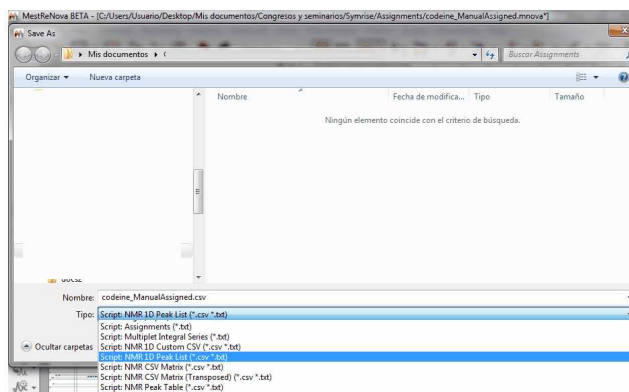 MestReNova BETA - [C:/Users/Usuario/Desktop/Mis documentos/Congresos y seminarios/Symrise/Assignments/codeine_ManualAssigned.mnova*]
Save As
Mis documentos
Buscar Assignments
Organizar
Nueva carpeta
Nombre
Fecha de modifica...
Tipo
Tamaño
Ningún elemento coincide con el criterio de búsqueda.
Nombre: codeine_ManualAssigned.csv
Tipo: Script: NMR 1D Peak List (*.csv *.txt)
Script: Assignments (*.txt)
Script: Multiplet Integral Series (*.txt)
Ocultar carpetas
Script: NMR 1D Custom CSV (*.csv *.txt)
Script: NMR 1D Peak List (*.csv *.txt)
Script: NMR CSV Matrix (*.csv *.txt)
Script: NMR CSV Matrix (Transposed) (*.csv *.txt)
Script: NMR Peak Table (*.csv *.txt)